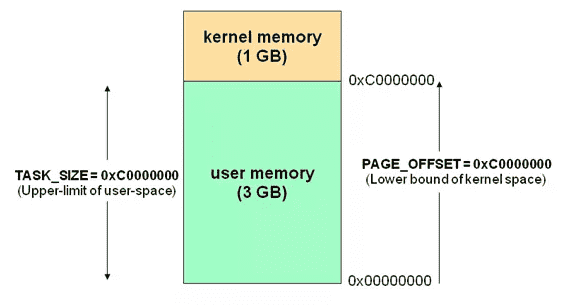 kernel memory
(1 GB)
0xC0000000
TASK_SIZE = 0xC0000000
(Upper-limit of user-space)
user memory
(3 GB)
PAGE_OFFSET = 0xC0000000
(Lower bound of kernel space)
0x00000000